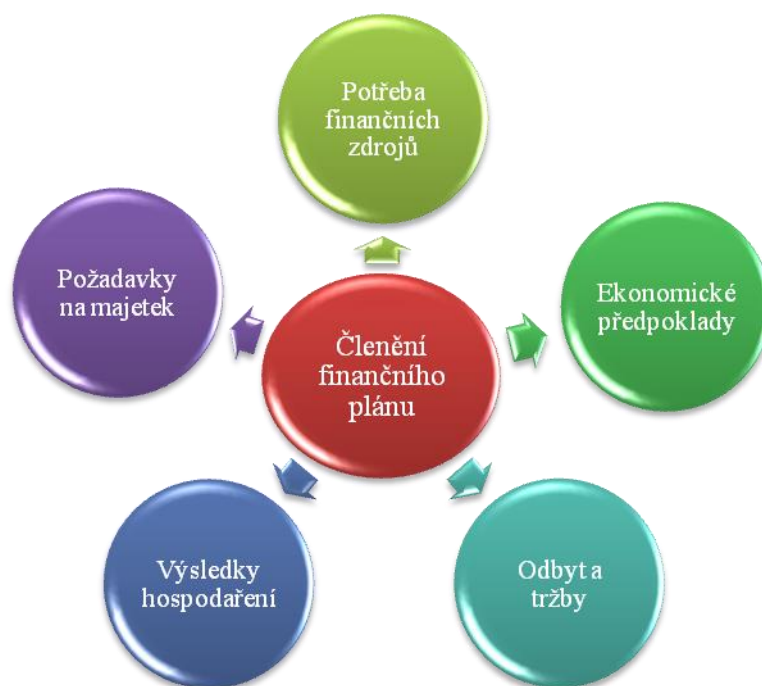 Potřeba
finančních
zdrojů
Požadavky
na majetek
Ekonomické
předpoklady
Členění
finančního
plánu
Výsledky
hospodaření
Odbyt a
tržby